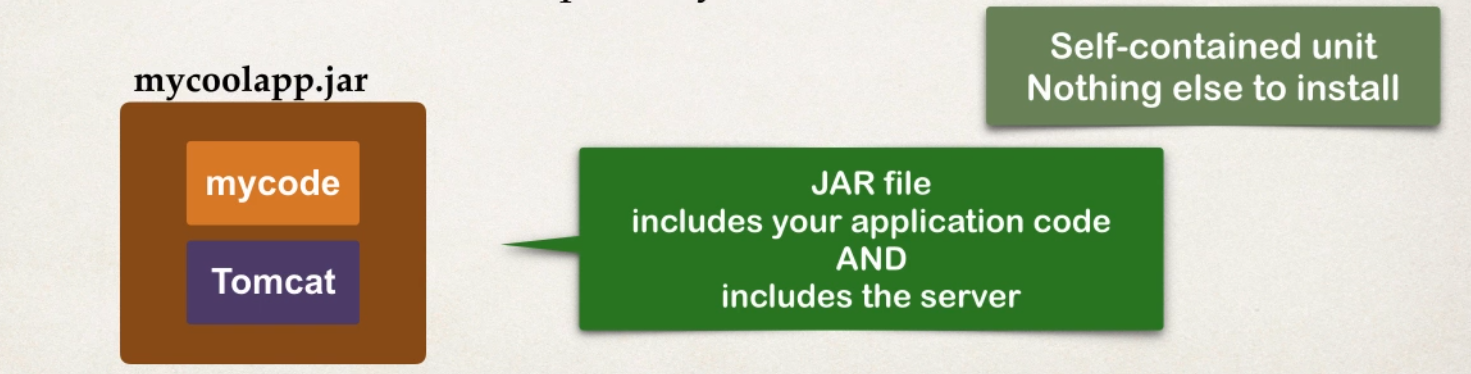 mycoolapp.jar
mycode
Tomcat
Self-contained unit
Nothing else to install
JAR file
includes your application code
AND
includes the server